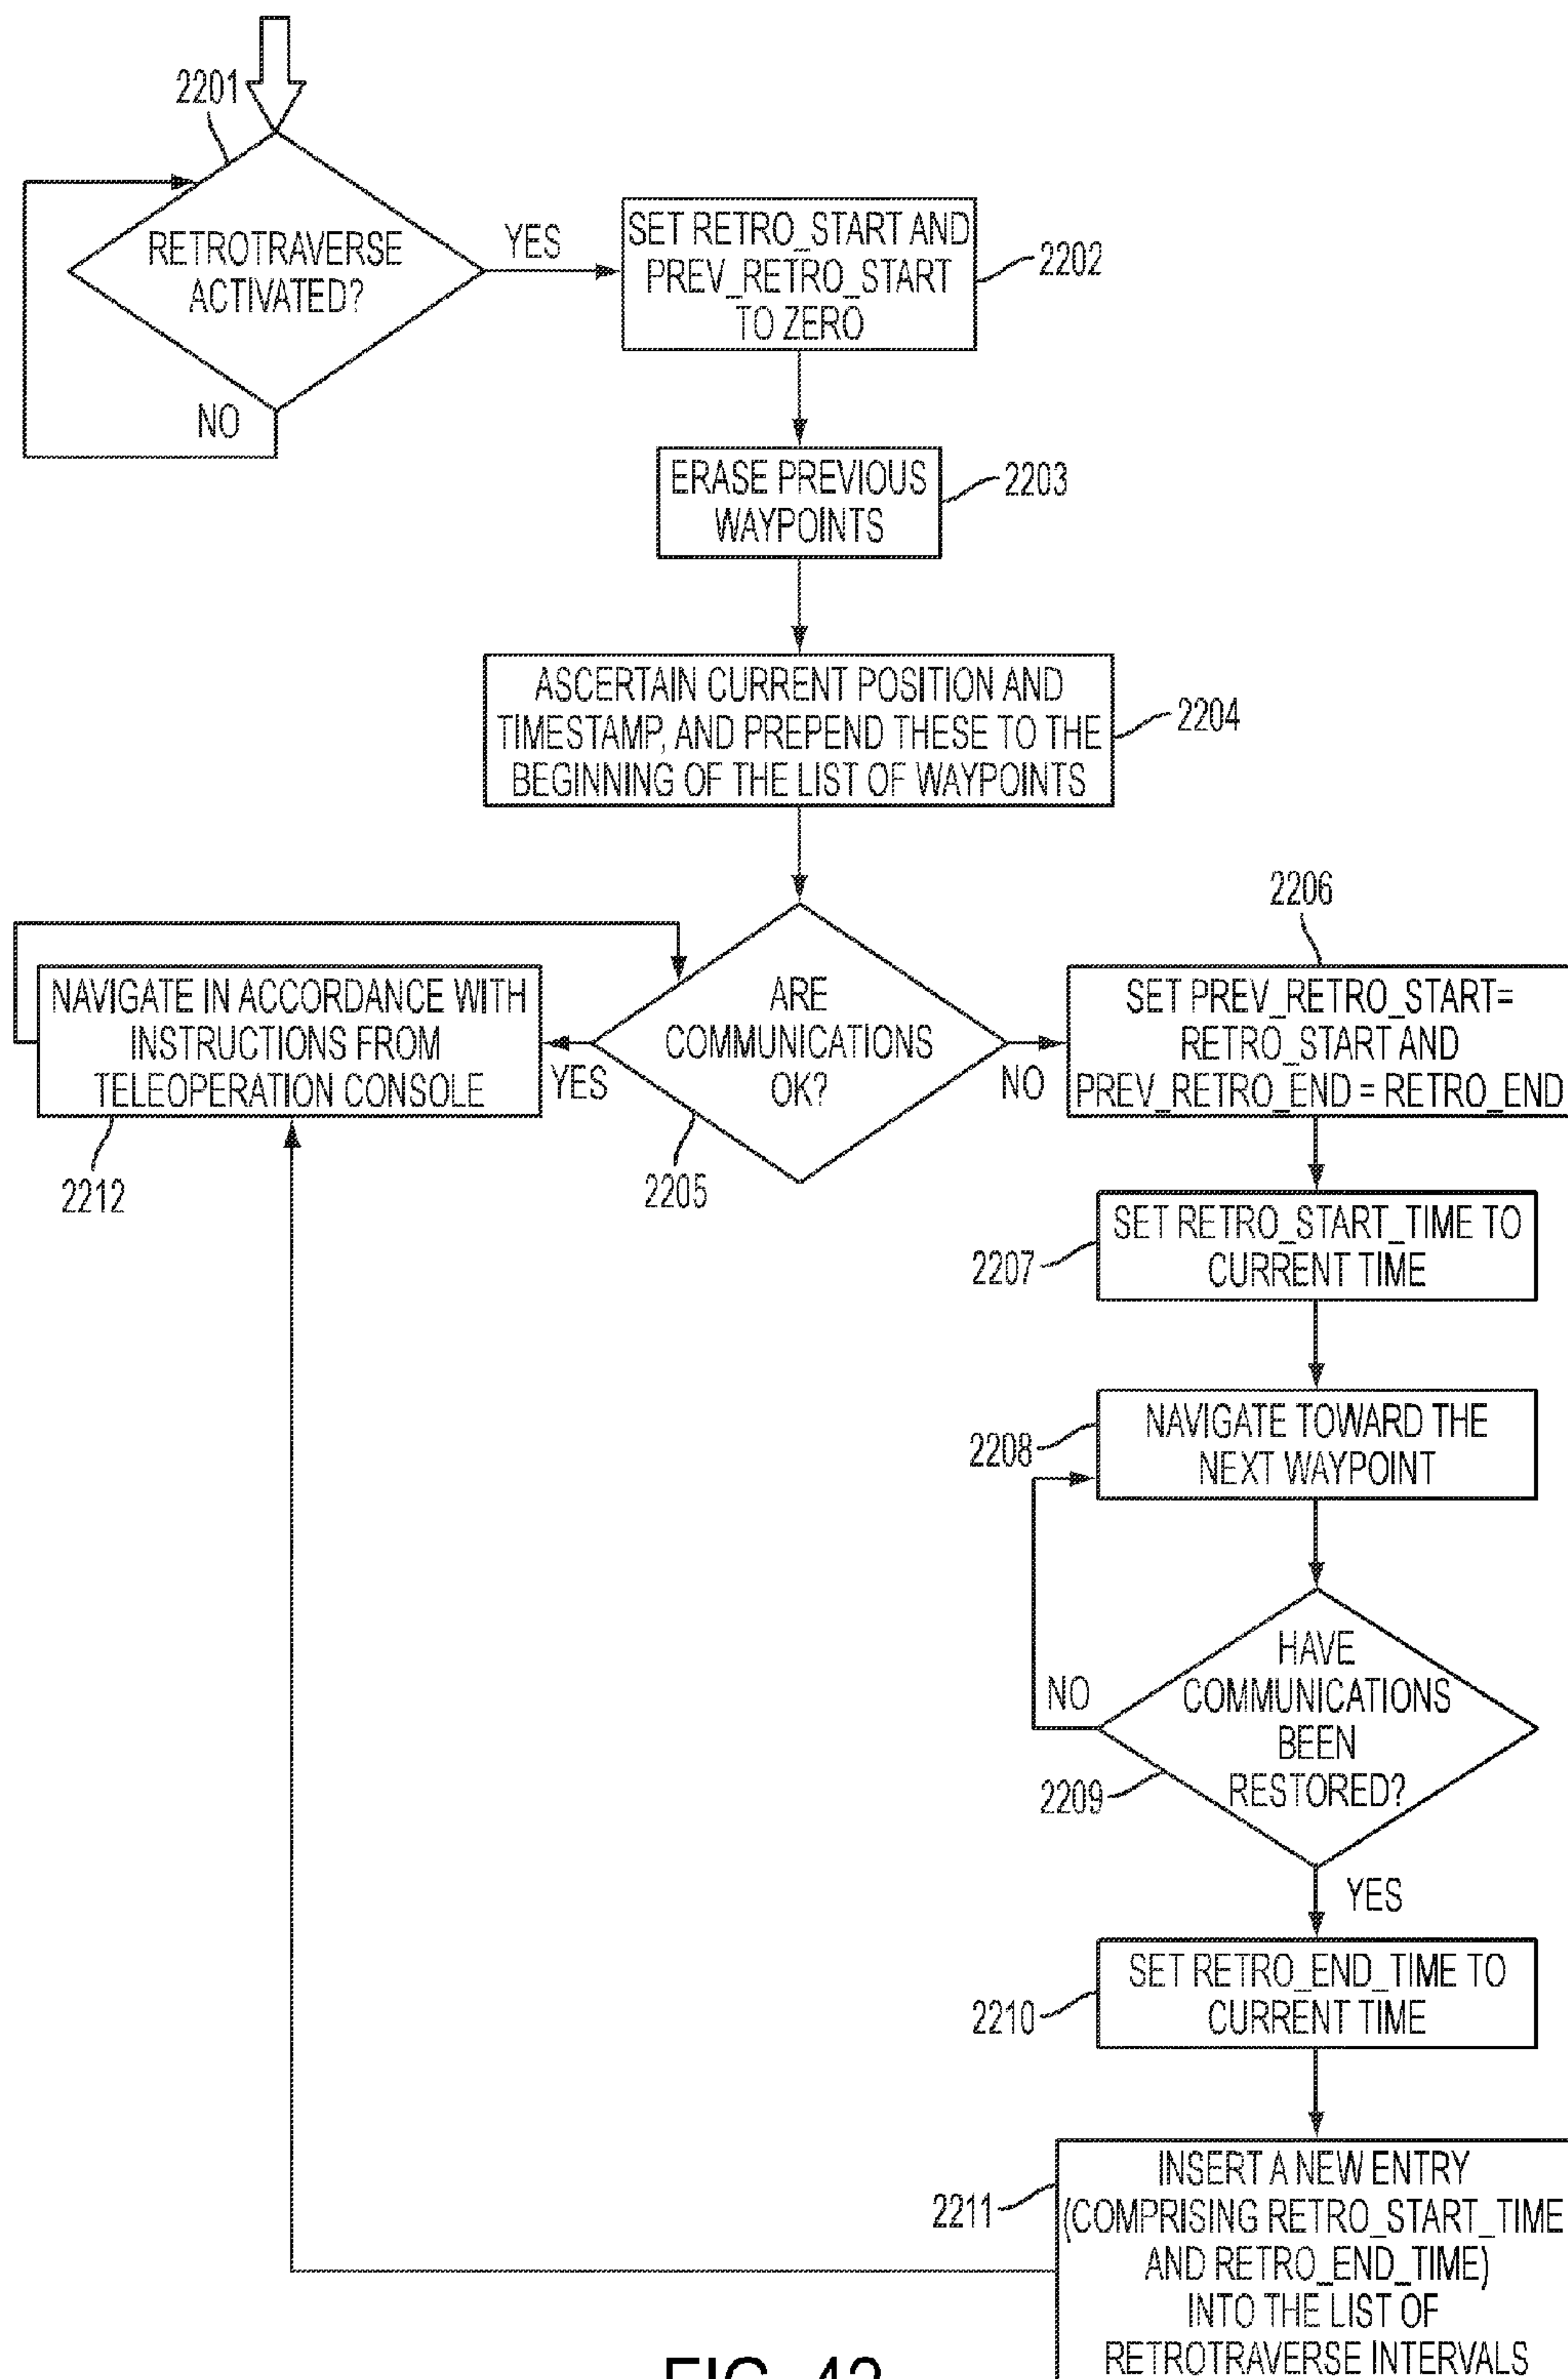 2201
RETROTRAVERSE
ACTIVATED?
YES
NO
SET RETRO_START AND
PREV_RETRO_START
TO ZERO
2202
ERASE PREVIOUS
WAYPOINTS
2203
ASCERTAIN CURRENT POSITION AND
TIMESTAMP, AND PREPEND THESE TO THE
BEGINNING OF THE LIST OF WAYPOINTS
2204
ARE
COMMUNICATIONS
OK?
2205
YES
NO
NAVIGATE IN ACCORDANCE WITH
INSTRUCTIONS FROM
TELEOPERATION CONSOLE
2212
2206
SET PREV_RETRO_START=
RETRO_START AND
PREV_RETRO_END = RETRO_END
SET RETRO_START_TIME TO
CURRENT TIME
2207
NAVIGATE TOWARD THE
NEXT WAYPOINT
2208
HAVE
COMMUNICATIONS
BEEN
RESTORED?
NO
2209
YES
SET RETRO_END_TIME TO
CURRENT TIME
2210
INSERT A NEW ENTRY
(COMPRISING RETRO_START_TIME
AND RETRO_END_TIME)
INTO THE LIST OF
RETROTRAVERSE INTERVALS
2211